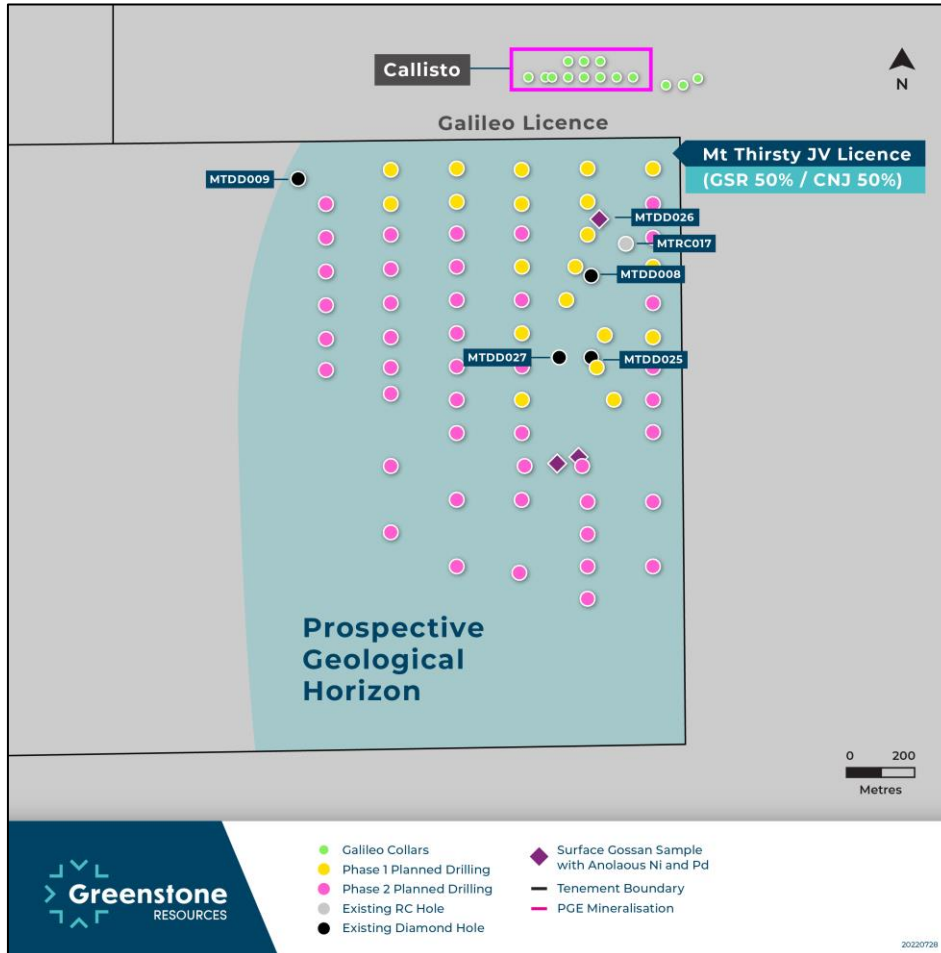 Callisto
N
Galileo Licence
Mt Thirsty JV Licence
(GSR 50% / CNJ 50%)
MTDD009
MTDD026
MTRC017
MTDD008
MTDD027
MTDD025
Prospective
Geological
Horizon
0 200
Metres
Greenstone
RESOURCES
Galileo Collars
Phase 1 Planned Drilling
Phase 2 Planned Drilling
Existing RC Hole
Existing Diamond Hole
Surface Gossan Sample
with Anolaous Ni and Pd
Tenement Boundary
PGE Mineralisation
20220728